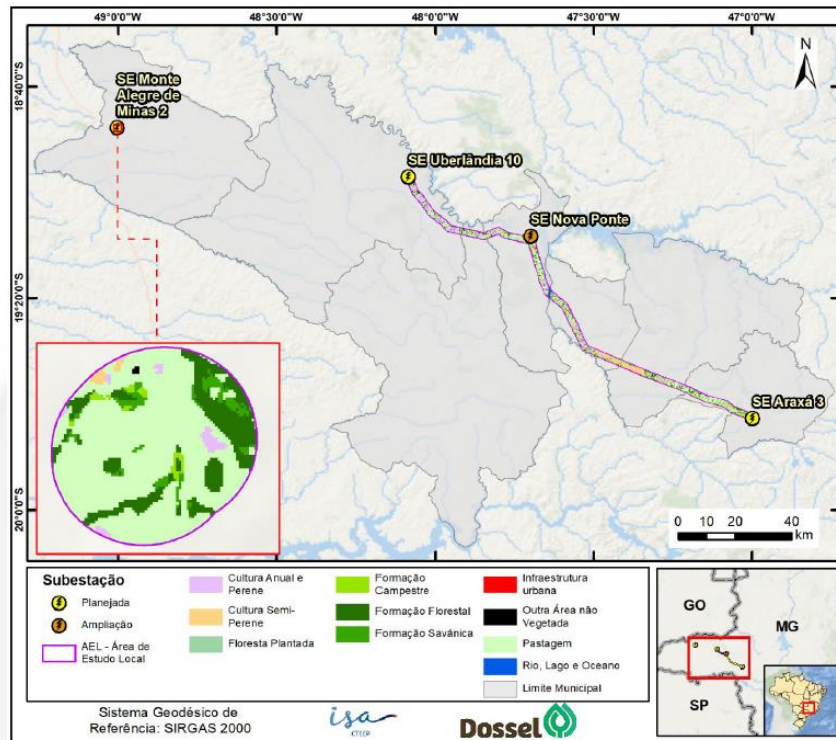 49°0'0"W
48°30'0"W
48°0'0"W
47°30'0"W
47°0'0"W
N
18°40'0"S
19°20'0"S
20°0'0"S
SE Monte
Alegre de
Minas 2
SE Uberlândia 10
SE Nova Ponte
SE Araxá 3
0 10 20 40
km
Subestação
Planejada
Ampliação
AEL - Área de
Estudo Local
Cultura Anual e
Perene
Cultura Semi-
Perene
Floresta Plantada
Formação
Campestre
Formação Florestal
Formação Savânica
Infraestrutura
urbana
Outra Área não
Vegetada
Pastagem
Rio, Lago e Oceano
Limite Municipal
GO
MG
SP
Sistema Geodésico de
Referência: SIRGAS 2000
isa
CTEEP
Dossel